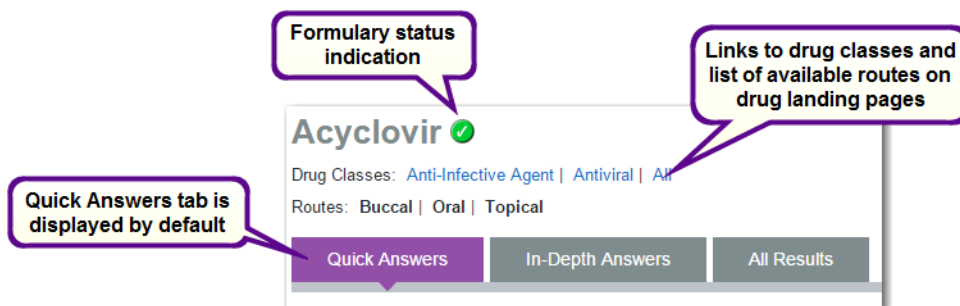 Formulary status
indication
Links to drug classes and
list of available routes on
drug landing pages
Acyclovir
Drug Classes: Anti-Infective Agent | Antiviral | All
Routes: Buccal | Oral | Topical
Quick Answers tab is
displayed by default
Quick Answers
In-Depth Answers
All Results